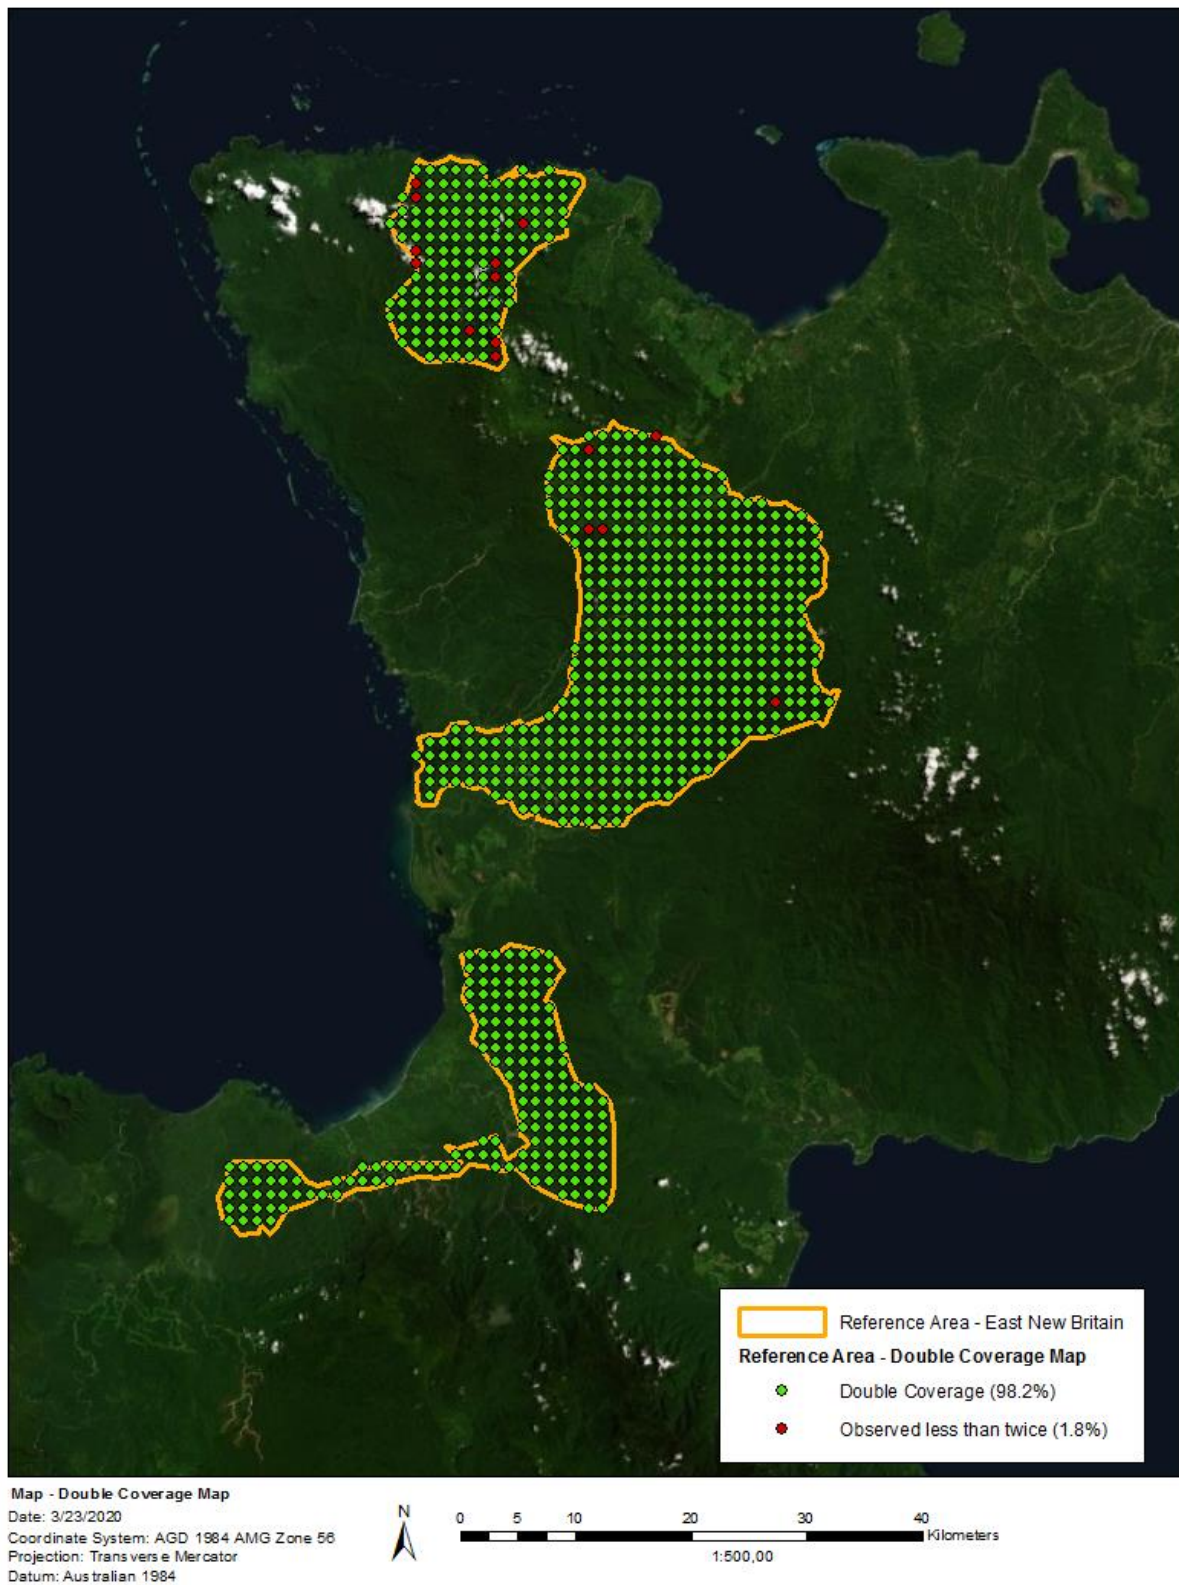 Reference Area - East New Britain
Reference Area - Double Coverage Map
Double Coverage (98.2%)
Observed less than twice (1.8%)
Map - Double Coverage Map
Date: 3/23/2020
Coordinate System: AGD 1984 AMG Zone 56
Projection: Transverse Mercator
Datum: Australian 1984
N
0 5 10 20 30 40
Kilometers
1:500,00